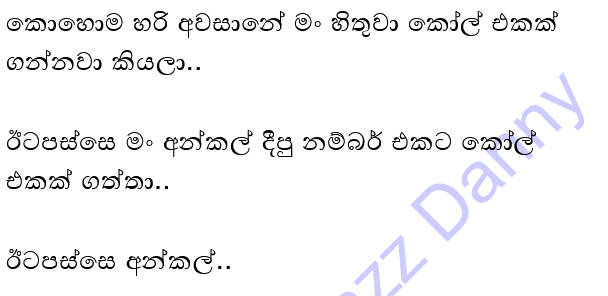 කොහොම හරි අවසානේ මං හිතුවා කෝල් එකක්
ගන්නවා කියලා..
ඊටපස්සෙ මං අන්කල් දීපු නම්බර් එකට කෝල්
එකක් ගත්තා..
ඊටපස්සෙ අන්කල්..
zz Danny